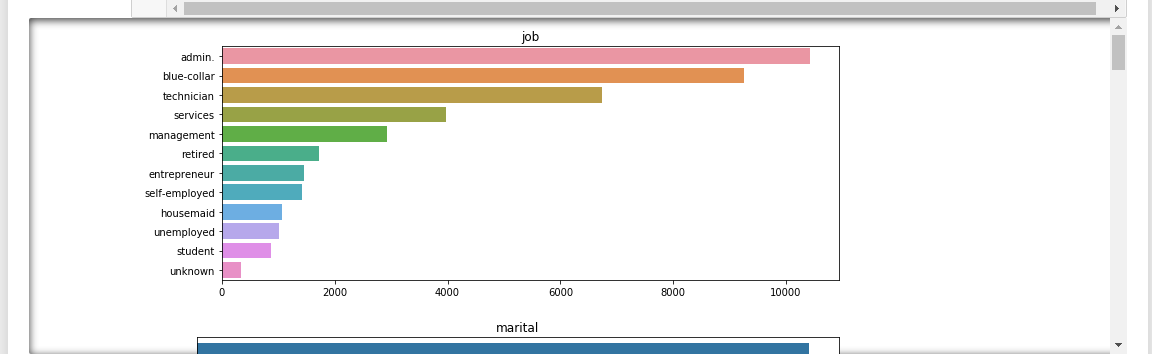 job
admin.
blue-collar
technician
services
management
retired
entrepreneur
self-employed
housemaid
unemployed
student
unknown
0 2000 4000 6000 8000 10000
marital